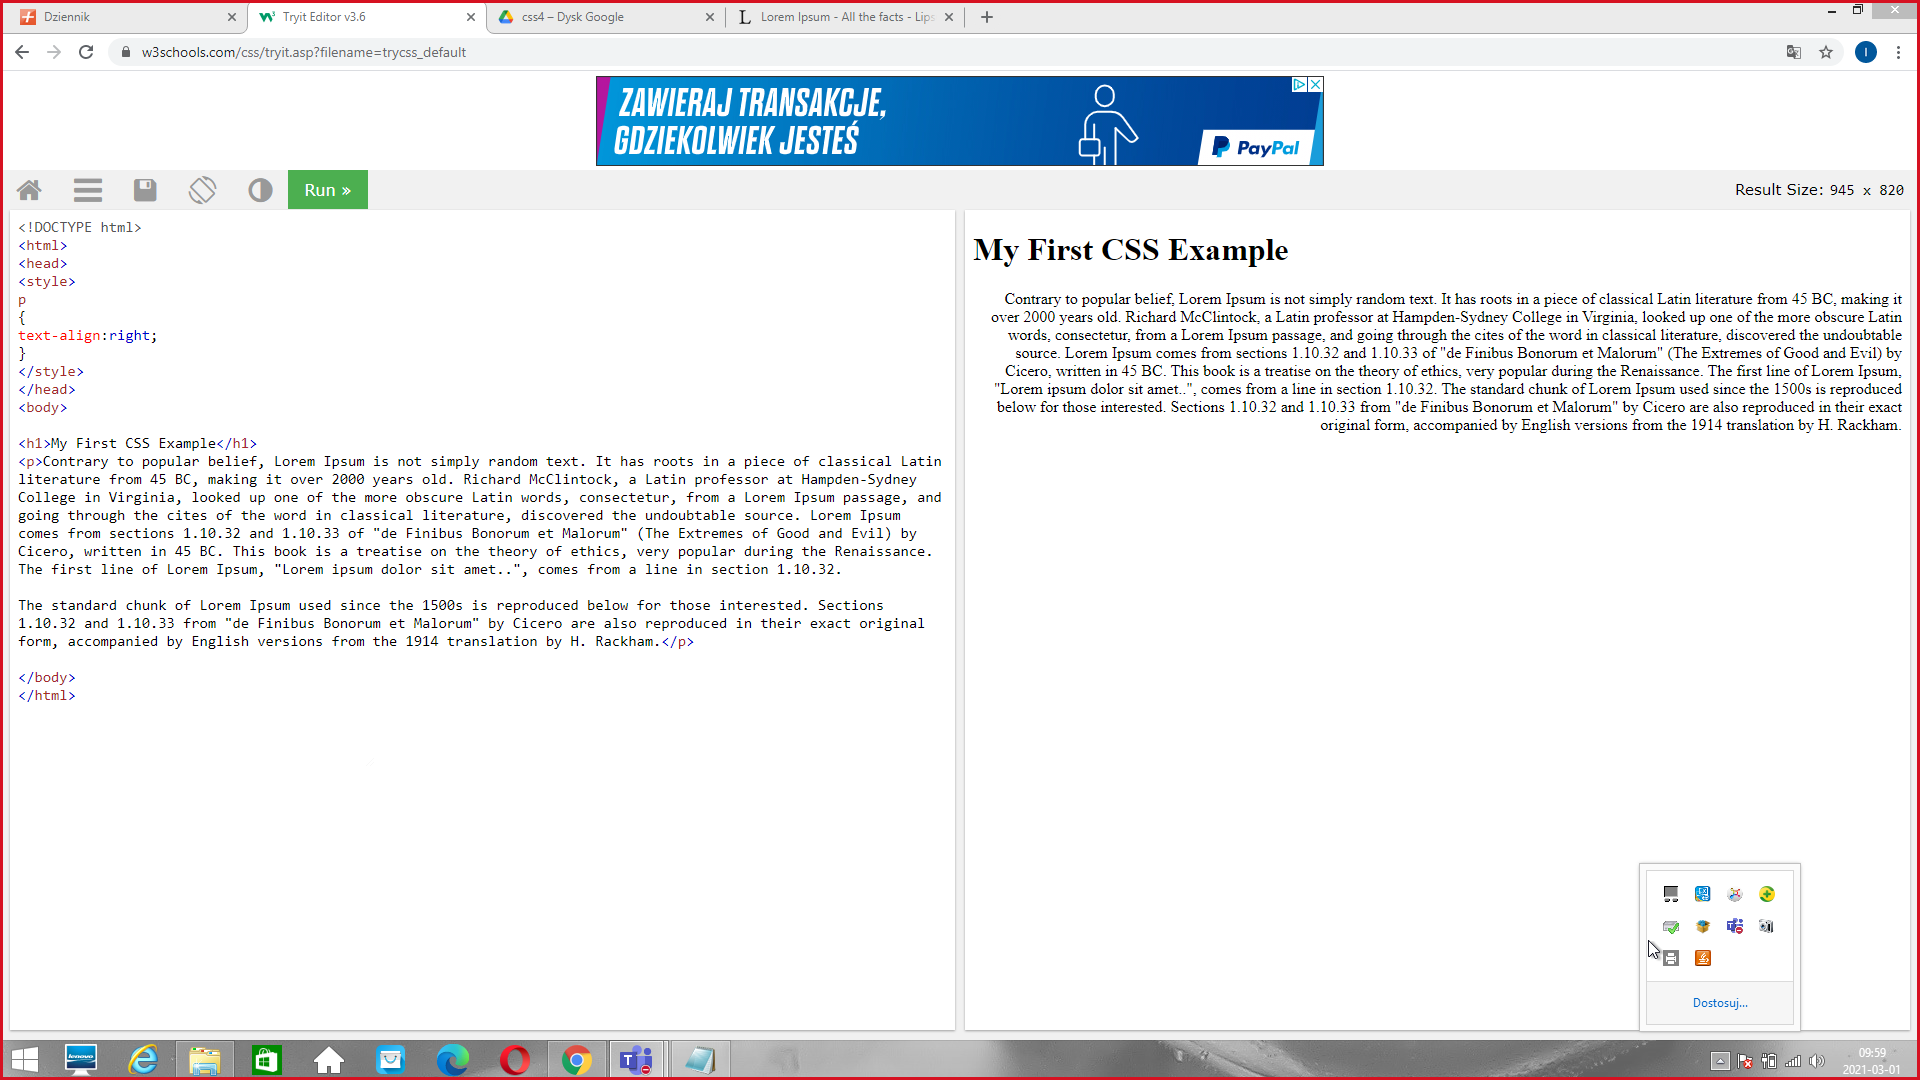 Dziennik
Tryit Editor v3.6
css4 – Dysk Google
Lorem Ipsum - All the facts - Lips
w3schools.com/css/tryit.asp?filename=trycss_default
I
ZAWIERAJ TRANSAKCJE,
GDZIEKOLWIEK JESTEŚ
PayPal
Run »
Result Size: 945 x 820
<!DOCTYPE html>
<html>
<head>
<style>
p
{
text-align:right;
}
</style>
</head>
<body>
<h1>My First CSS Example</h1>
<p>Contrary to popular belief, Lorem Ipsum is not simply random text. It has roots in a piece of classical Latin
literature from 45 BC, making it over 2000 years old. Richard McClintock, a Latin professor at Hampden-Sydney
College in Virginia, looked up one of the more obscure Latin words, consectetur, from a Lorem Ipsum passage, and
going through the cites of the word in classical literature, discovered the undoubtable source. Lorem Ipsum
comes from sections 1.10.32 and 1.10.33 of "de Finibus Bonorum et Malorum" (The Extremes of Good and Evil) by
Cicero, written in 45 BC. This book is a treatise on the theory of ethics, very popular during the Renaissance.
The first line of Lorem Ipsum, "Lorem ipsum dolor sit amet..", comes from a line in section 1.10.32.
The standard chunk of Lorem Ipsum used since the 1500s is reproduced below for those interested. Sections
1.10.32 and 1.10.33 from "de Finibus Bonorum et Malorum" by Cicero are also reproduced in their exact original
form, accompanied by English versions from the 1914 translation by H. Rackham.</p>
</body>
</html>
My First CSS Example
Contrary to popular belief, Lorem Ipsum is not simply random text. It has roots in a piece of classical Latin literature from 45 BC, making it
over 2000 years old. Richard McClintock, a Latin professor at Hampden-Sydney College in Virginia, looked up one of the more obscure Latin
words, consectetur, from a Lorem Ipsum passage, and going through the cites of the word in classical literature, discovered the undoubtable
source. Lorem Ipsum comes from sections 1.10.32 and 1.10.33 of "de Finibus Bonorum et Malorum" (The Extremes of Good and Evil) by
Cicero, written in 45 BC. This book is a treatise on the theory of ethics, very popular during the Renaissance. The first line of Lorem Ipsum,
"Lorem ipsum dolor sit amet..", comes from a line in section 1.10.32. The standard chunk of Lorem Ipsum used since the 1500s is reproduced
below for those interested. Sections 1.10.32 and 1.10.33 from "de Finibus Bonorum et Malorum" by Cicero are also reproduced in their exact
original form, accompanied by English versions from the 1914 translation by H. Rackham.
Dostosuj...
lenovo
09:59
2021-03-01